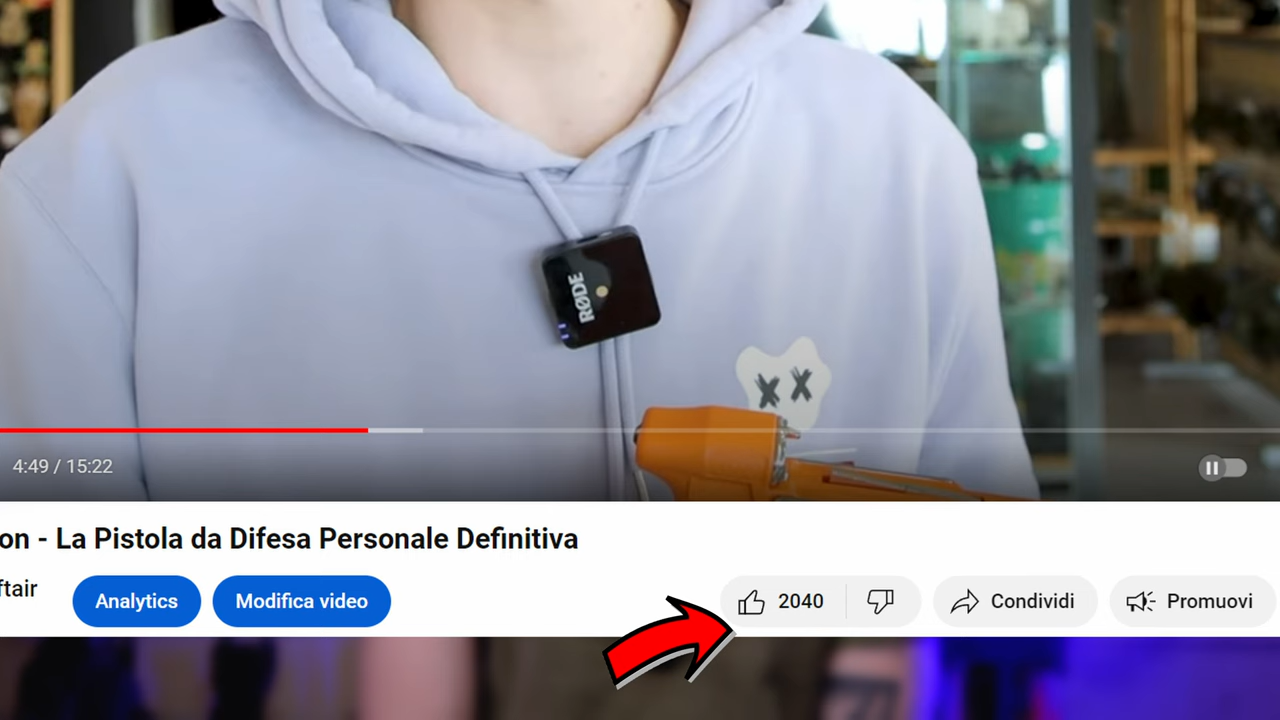 RØDE
X X
4:49 / 15:22
on - La Pistola da Difesa Personale Definitiva
ftair
Analytics
Modifica video
2040
Condividi
Promuovi